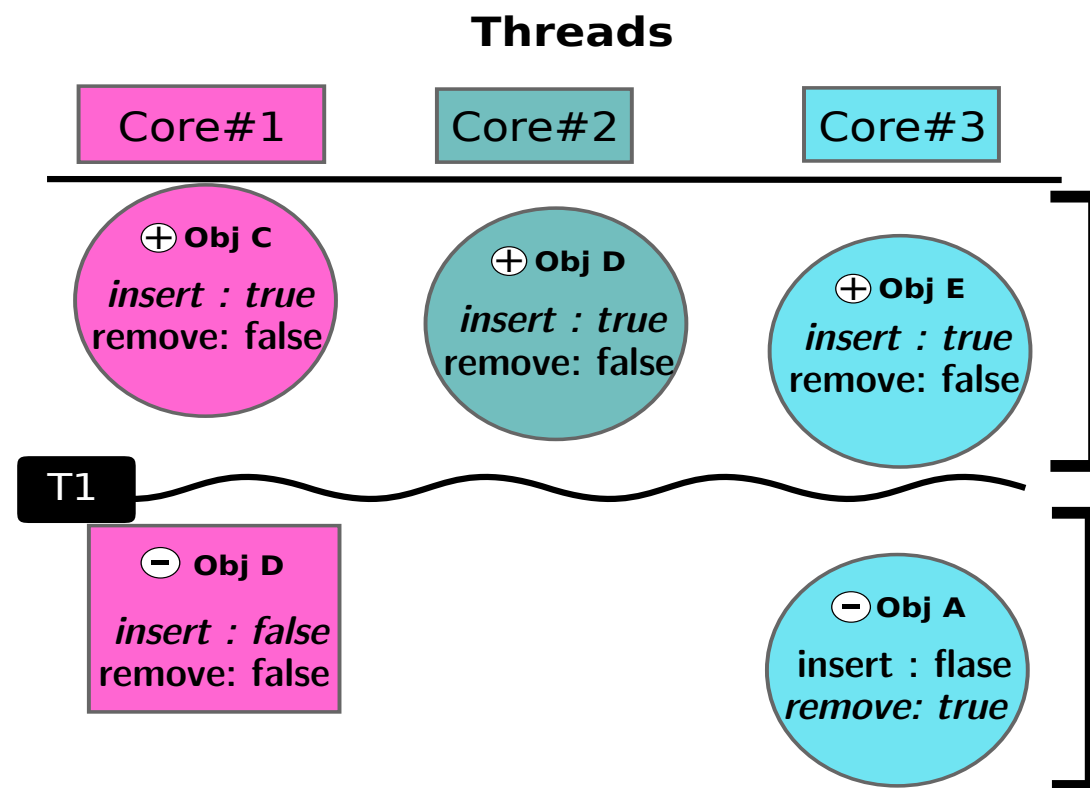 Threads
Core#1
Core#2
Core#3
+ Obj C
insert : true
remove: false
+ Obj D
insert : true
remove: false
+ Obj E
insert : true
remove: false
T1
- Obj D
insert : false
remove: false
- Obj A
insert : flase
remove: true